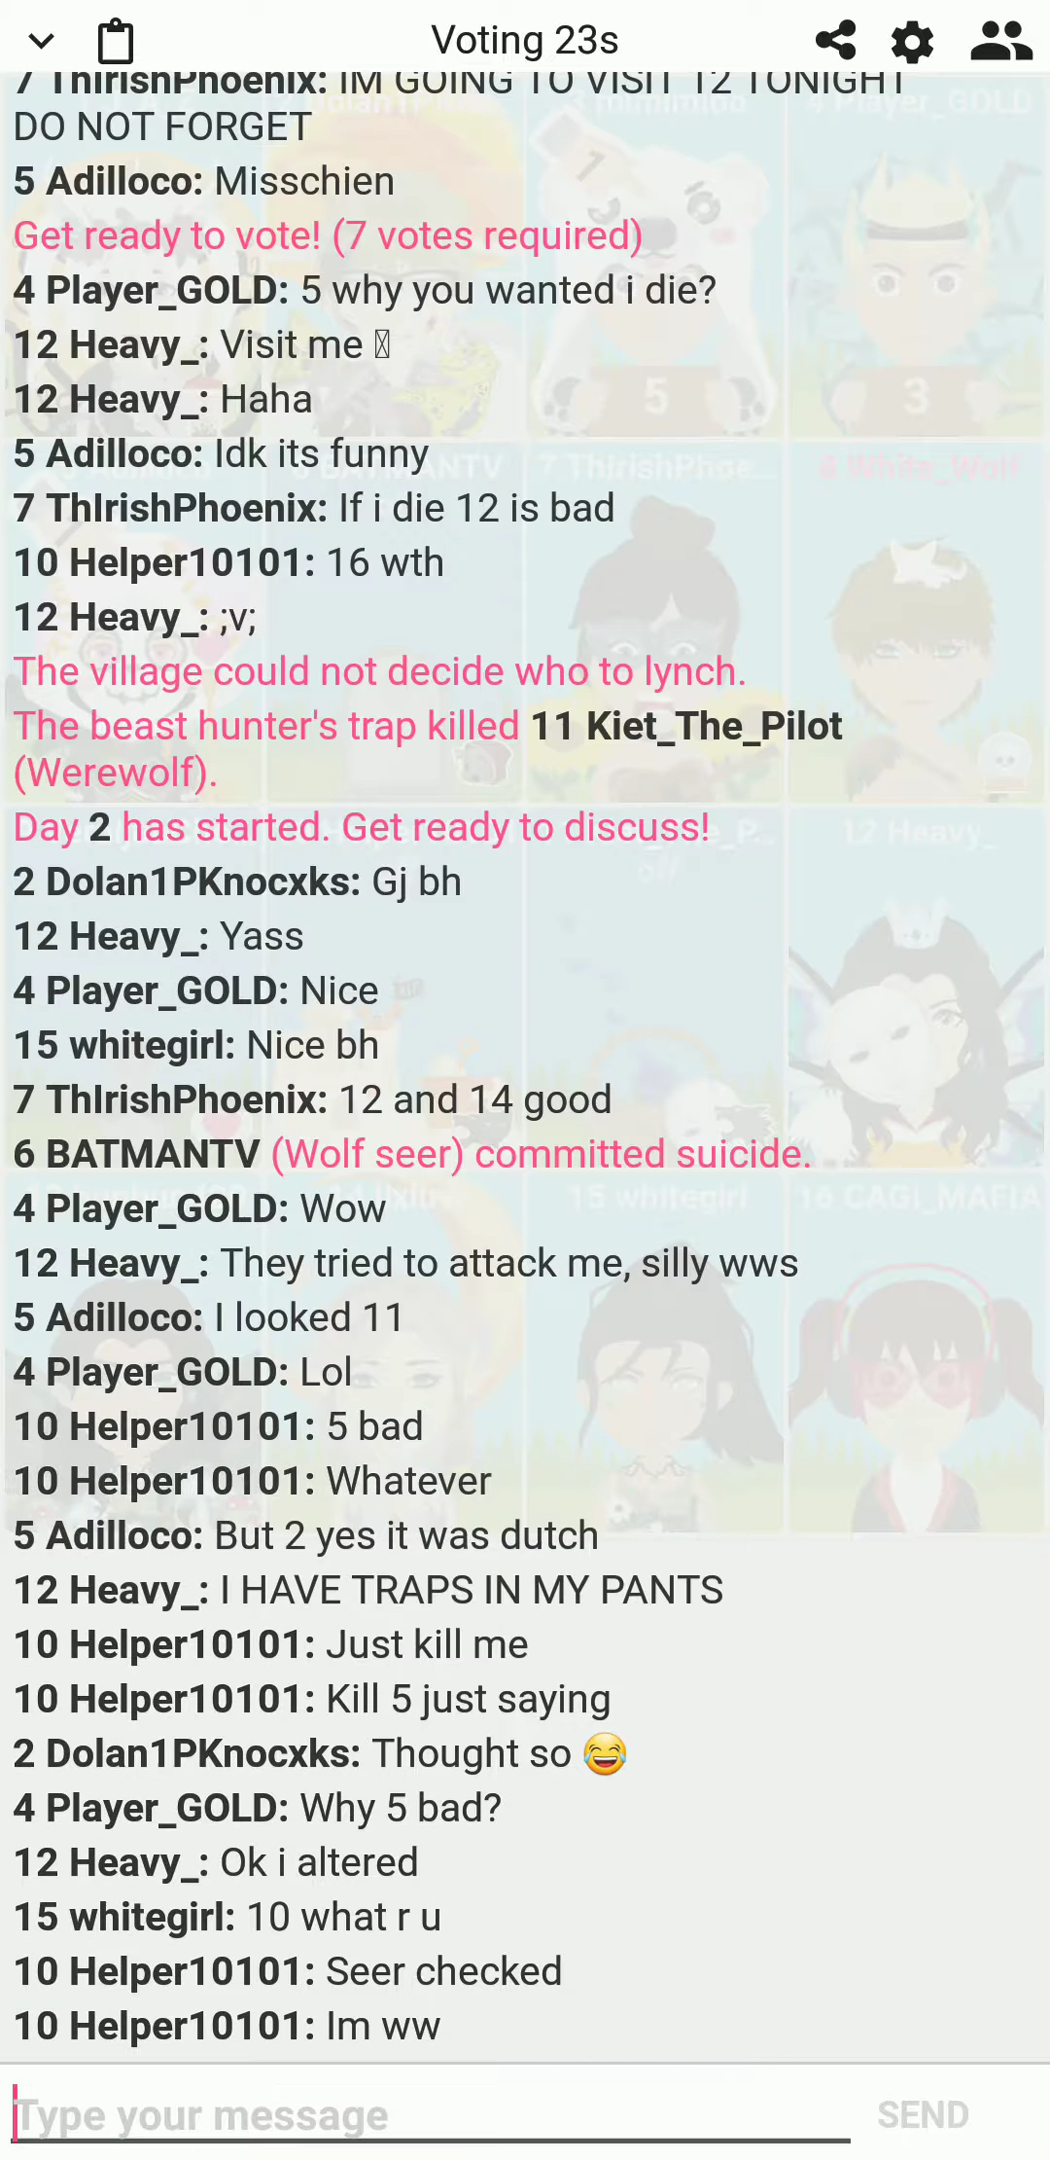 Voting 23s
7 ThIrishPhoenix: IM GOING TO VISIT 12 TONIGHT
DO NOT FORGET
5 Adilloco: Misschien
Get ready to vote! (7 votes required)
4 Player_GOLD: 5 why you wanted i die?
12 Heavy_: Visit me
12 Heavy_: Haha
5 Adilloco: Idk its funny
7 ThIrishPhoenix: If i die 12 is bad
10 Helper10101: 16 wth
12 Heavy_: ;v;
The village could not decide who to lynch.
The beast hunter's trap killed 11 Kiet_The_Pilot
(Werewolf).
Day 2 has started. Get ready to discuss!
2 Dolan1PKnocxks: Gj bh
12 Heavy_: Yass
4 Player_GOLD: Nice
15 whitegirl: Nice bh
7 ThIrishPhoenix: 12 and 14 good
6 BATMANTV (Wolf seer) committed suicide.
4 Player_GOLD: Wow
12 Heavy_: They tried to attack me, silly wws
5 Adilloco: I looked 11
4 Player_GOLD: Lol
10 Helper10101: 5 bad
10 Helper10101: Whatever
5 Adilloco: But 2 yes it was dutch
12 Heavy_: I HAVE TRAPS IN MY PANTS
10 Helper10101: Just kill me
10 Helper10101: Kill 5 just saying
2 Dolan1PKnocxks: Thought so 😂
4 Player_GOLD: Why 5 bad?
12 Heavy_: Ok i altered
15 whitegirl: 10 what r u
10 Helper10101: Seer checked
10 Helper10101: Im ww
Type your message
SEND